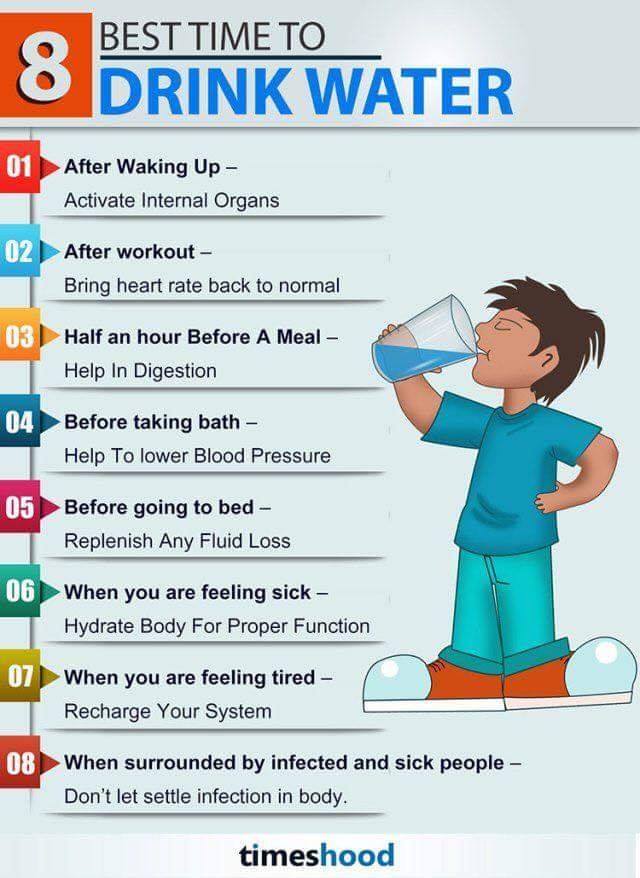 8
BEST TIME TO
DRINK WATER
01
After Waking Up –
Activate Internal Organs
02
After workout –
Bring heart rate back to normal
03
Half an hour Before A Meal –
Help In Digestion
04
Before taking bath –
Help To lower Blood Pressure
05
Before going to bed –
Replenish Any Fluid Loss
06
When you are feeling sick –
Hydrate Body For Proper Function
07
When you are feeling tired –
Recharge Your System
08
When surrounded by infected and sick people –
Don't let settle infection in body.
timeshood